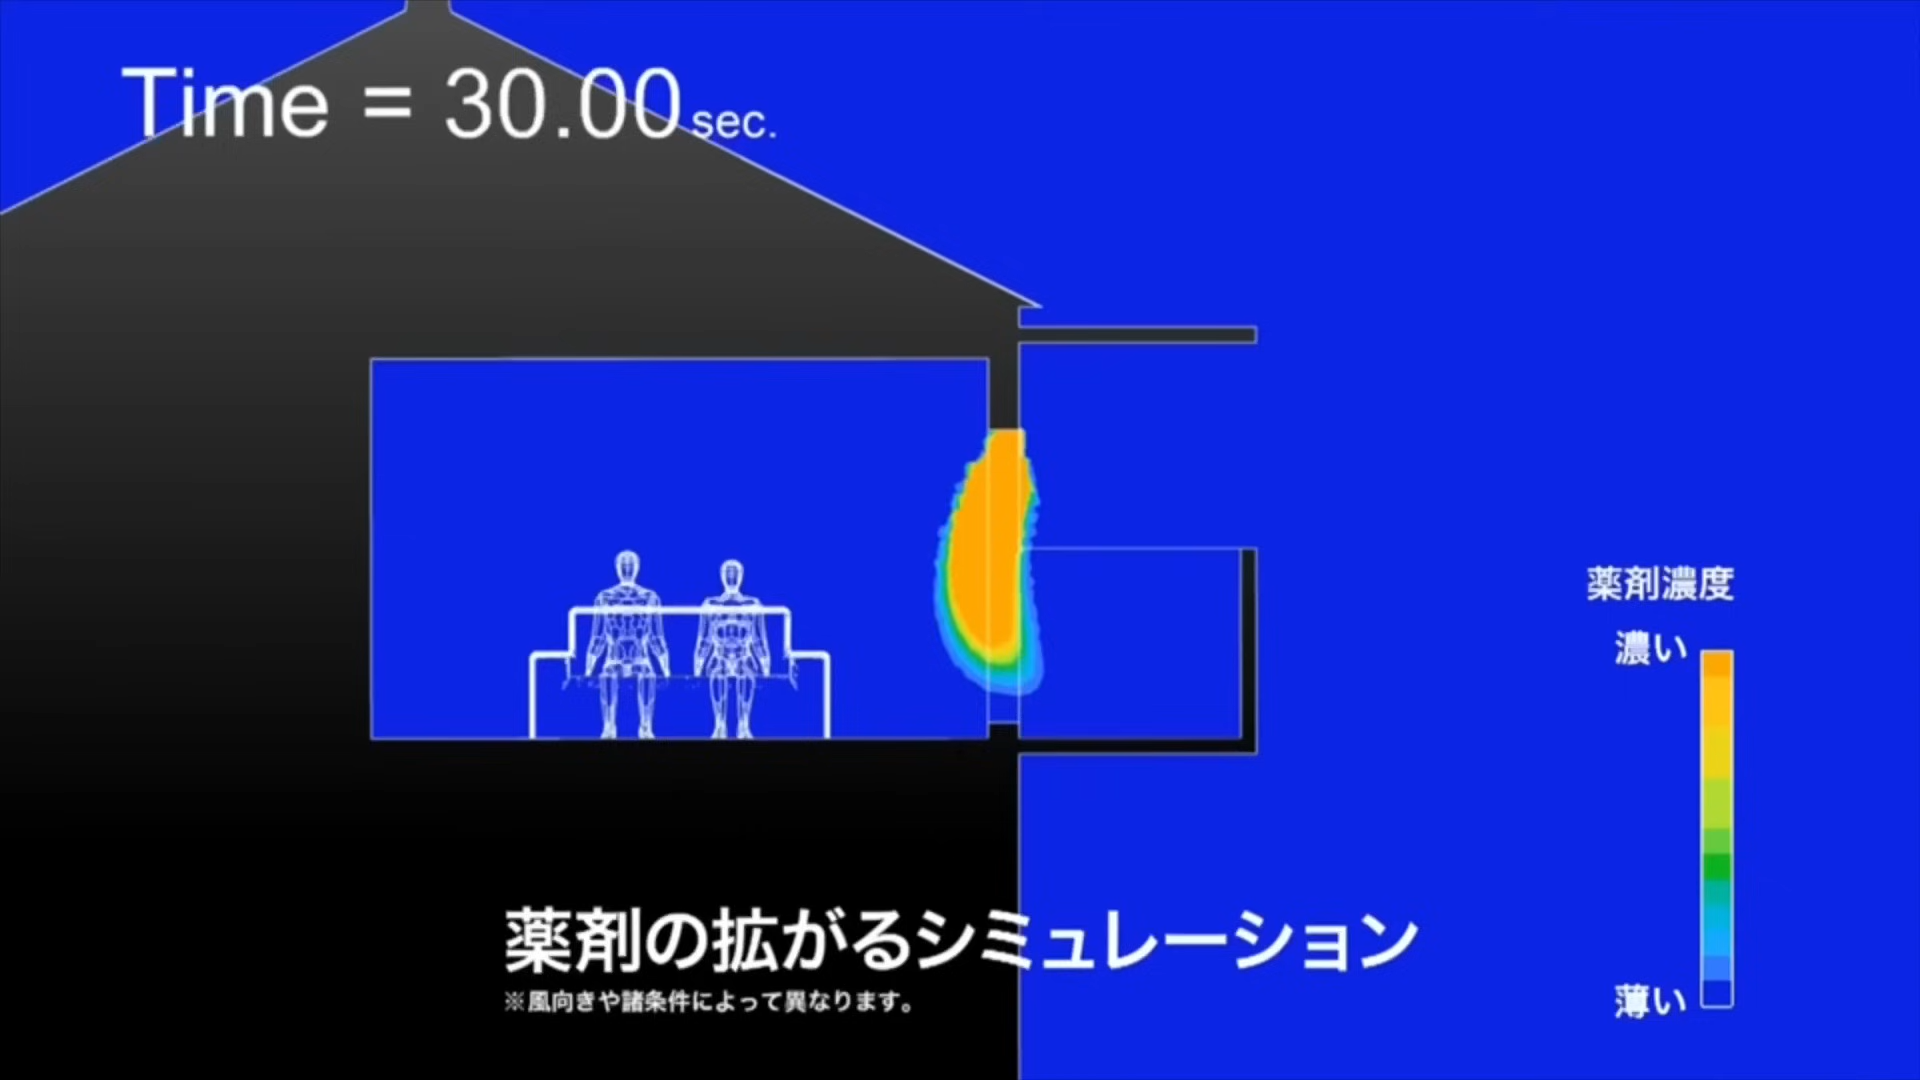 Time = 30.00 sec.
薬剤濃度
濃い
薄い
薬剤の拡がるシミュレーション
※風向きや諸条件によって異なります。